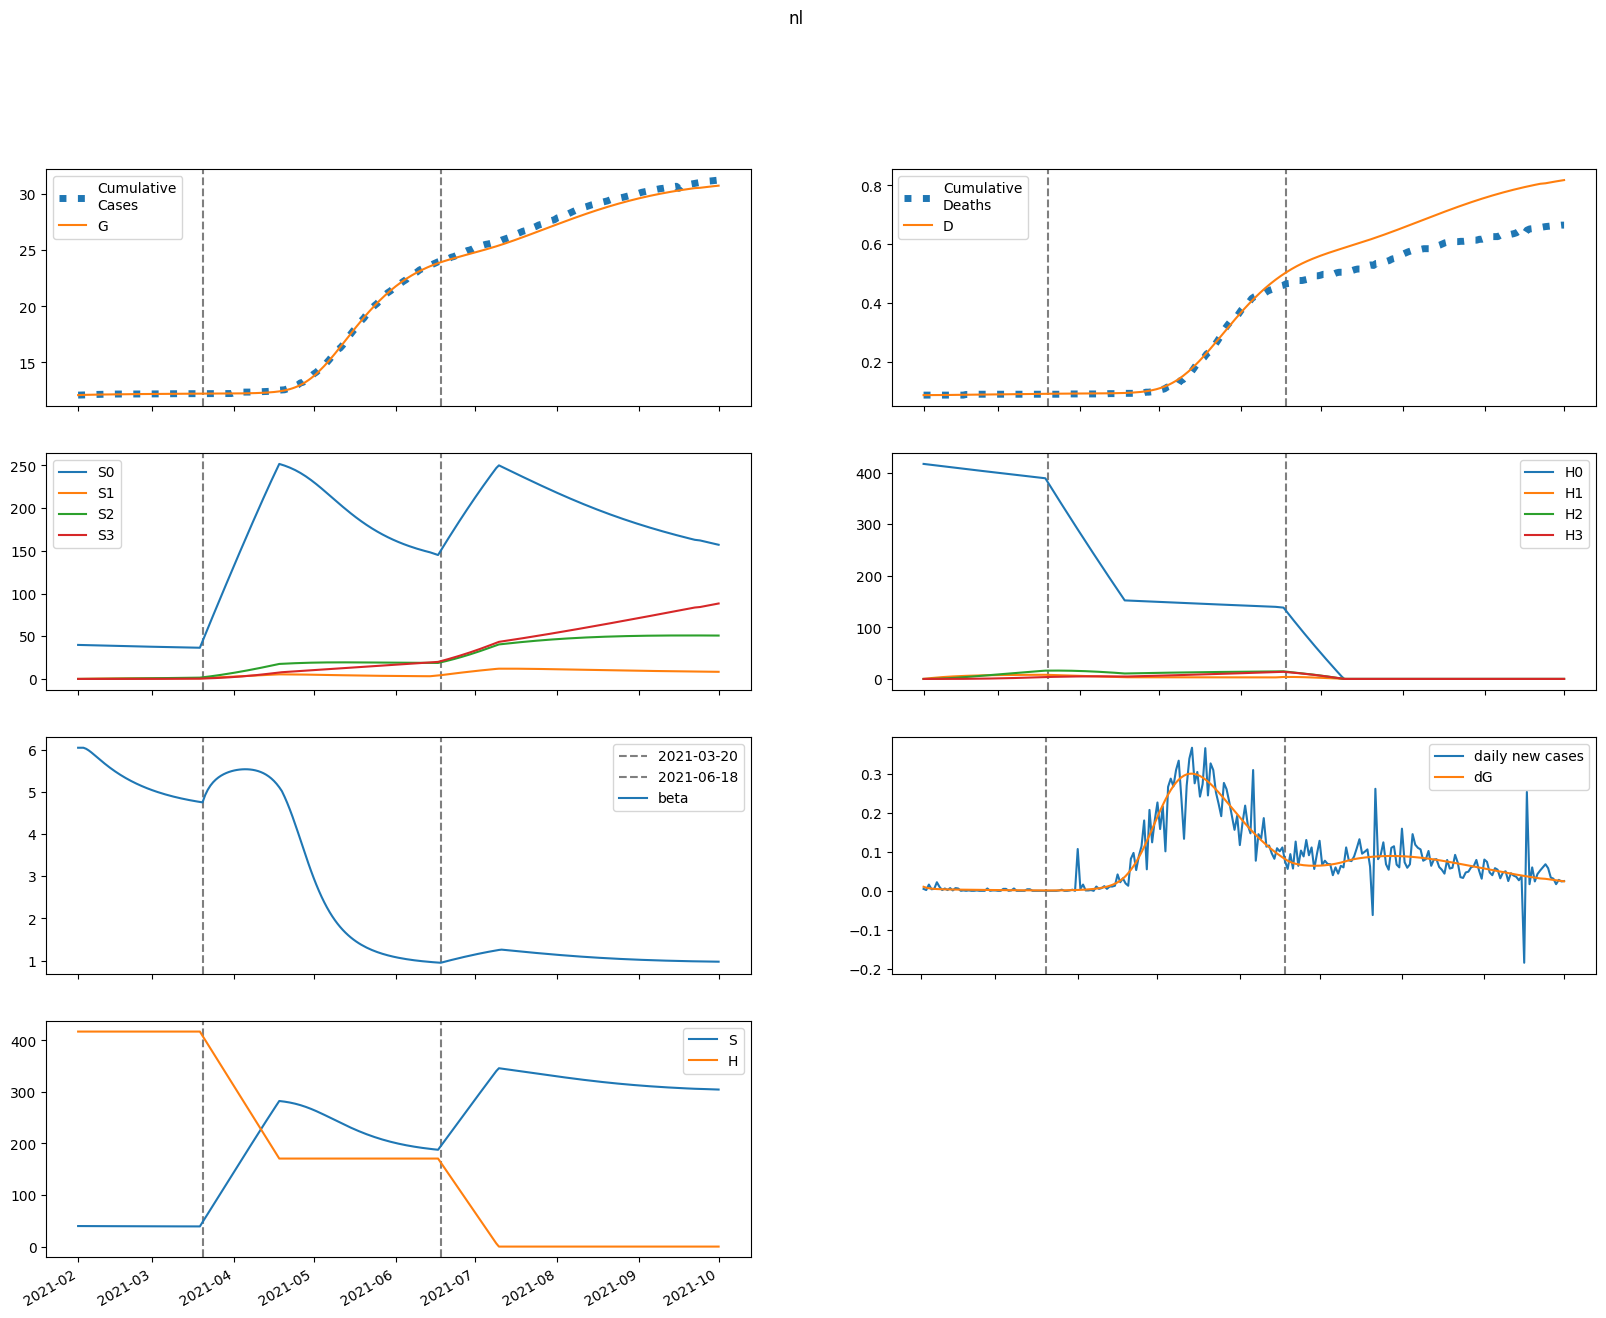 nl
Cumulative
Cases
G
30
25
20
15
Cumulative
Deaths
D
0.8
0.6
0.4
0.2
S0
S1
S2
S3
250
200
150
100
50
0
H0
H1
H2
H3
400
300
200
100
0
2021-03-20
2021-06-18
beta
6
5
4
3
2
1
daily new cases
dG
0.3
0.2
0.1
0.0
−0.1
−0.2
S
H
400
300
200
100
0
2021-02 2021-03 2021-04 2021-05 2021-06 2021-07 2021-08 2021-09 2021-10